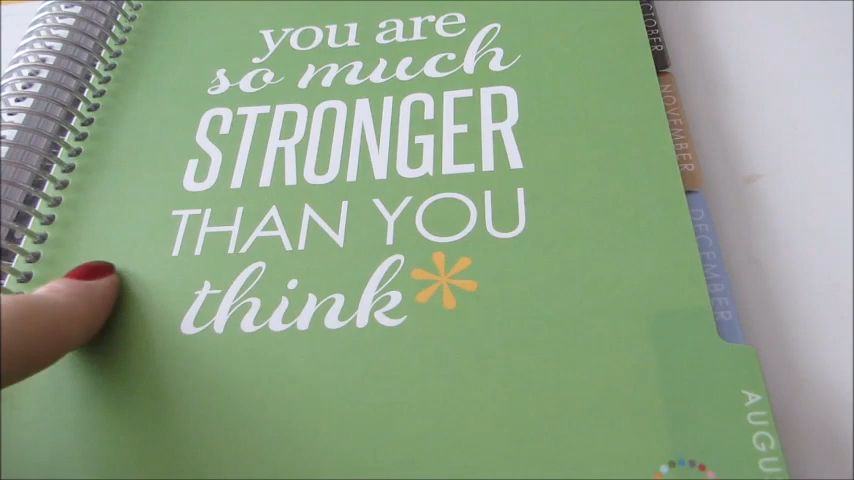 you are
so much
STRONGER
THAN YOU
think*
NOVEMBER
DECEMBER